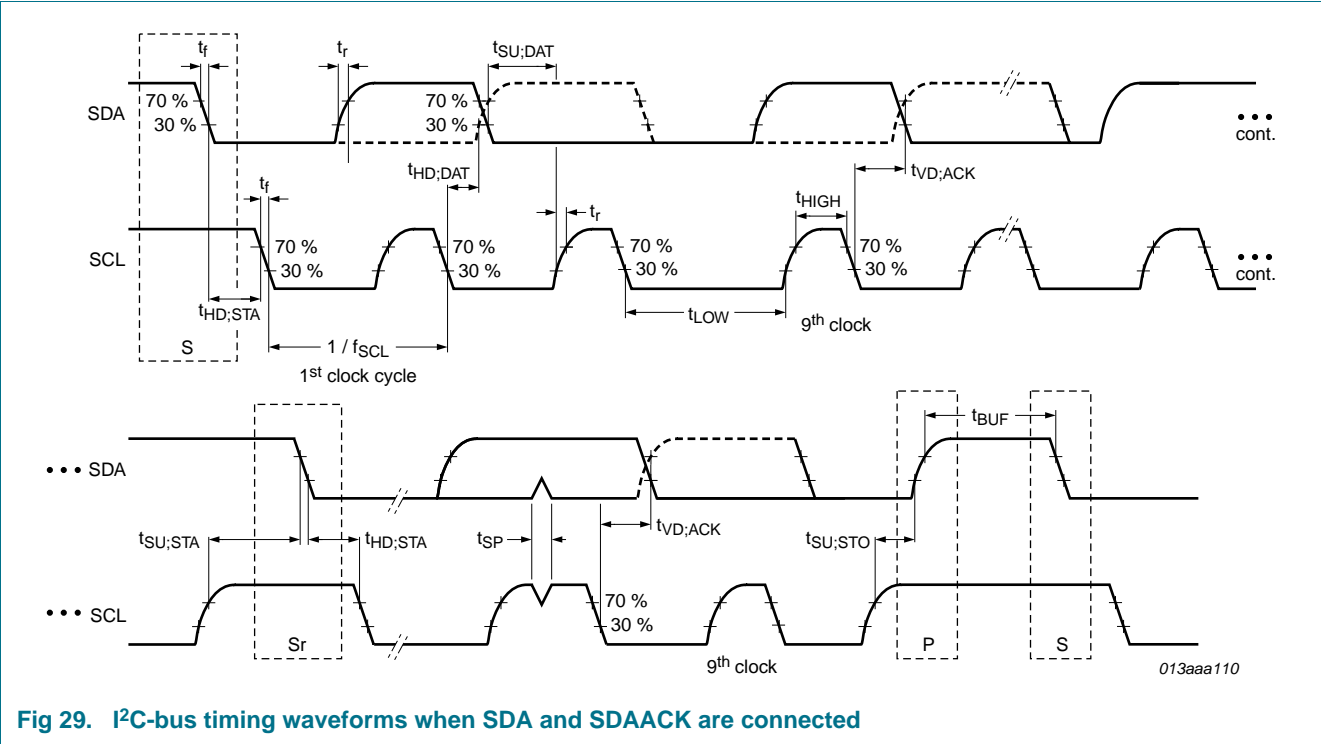 tf tr tSU;DAT
SDA 70 % 30 % 70 % 30 % cont.
tHD;DAT tVD;ACK
tf tr tHIGH
SCL 70 % 30 % 70 % 30 % 70 % 30 % 70 % 30 % cont.
tHD;STA tLOW 9th clock
S 1 / fSCL
1st clock cycle
tBUF
SDA
tSU;STA tHD;STA tSP tVD;ACK tSU;STO
SCL 70 % 30 %
Sr 9th clock P S
013aaa110
Fig 29. I2C-bus timing waveforms when SDA and SDAACK are connected